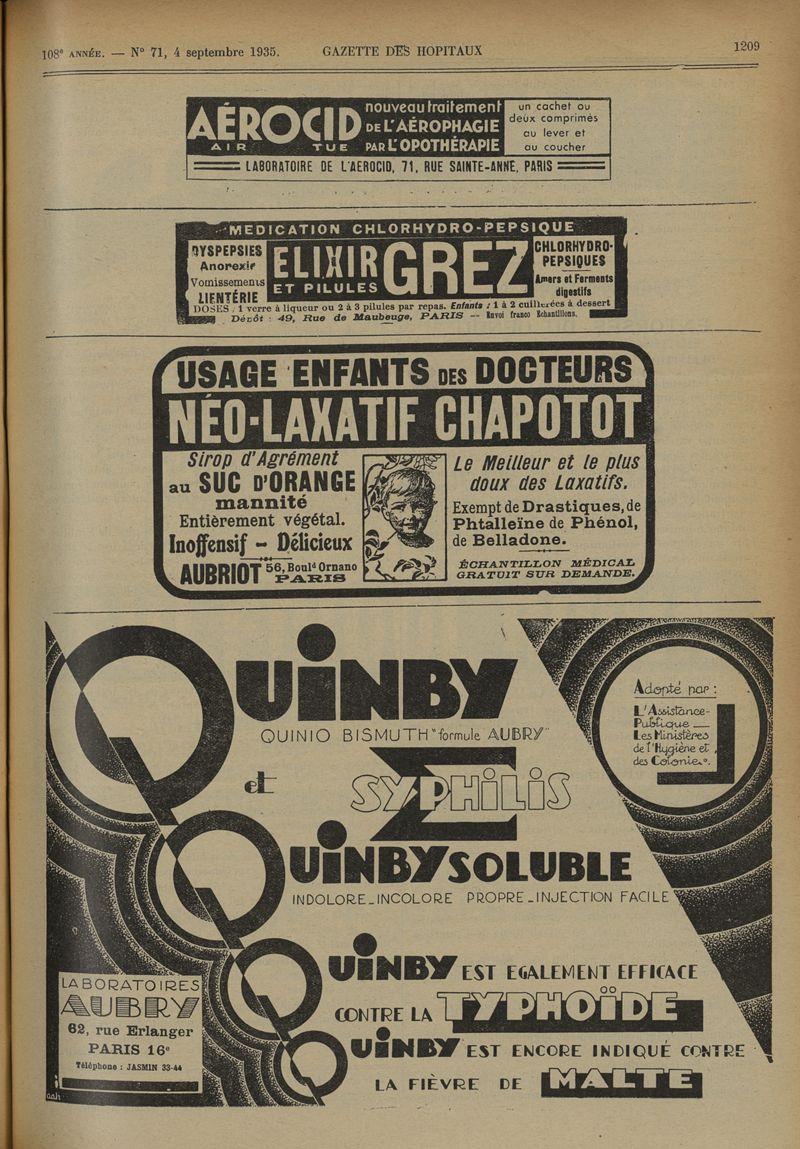 108e ANNÉE. — N° 71, 4 septembre 1935. GAZETTE DES HOPITAUX 1209
AÉROCID
AIR TUE
nouveau traitement
DE L'AÉROPHAGIE
PAR L'OPOTHÉRAPIE
un cachet ou
deux comprimés
au lever et
au coucher
LABORATOIRE DE L'AEROCID, 71, RUE SAINTE-ANNE, PARIS
MEDICATION CHLORHYDRO-PEPSIQUE
DYSPEPSIES
Anorexie
Vomissements
LIENTÉRIE
ELIXIR
ET PILULES
GREZ
CHLORHYDRO-
PEPSIQUES
Amers et Ferments
digestifs
DOSES : 1 verre à liqueur ou 2 à 3 pilules par repas. Enfants : 1 à 2 cuillerées à dessert
Dépôt : 49, Rue de Maubeuge, PARIS — Envoi franco Echantillons.
USAGE ENFANTS DES DOCTEURS
NÉO-LAXATIF CHAPOTOT
Sirop d'Agrément
au SUC D'ORANGE
mannité
Entièrement végétal.
Inoffensif - Délicieux
AUBRIOT 56, Bould Ornano
PARIS
Le Meilleur et le plus
doux des Laxatifs.
Exempt de Drastiques, de
Phtalleïne de Phénol,
de Belladone.
ÉCHANTILLON MÉDICAL
GRATUIT SUR DEMANDE.
QUINBY
QUINIO BISMUTH "formule AUBRY"
et SYPHILIS
Adopté par :
L'Assistance-
Publique
Les Ministères
de l'Hygiène et
des Colonies.
QUINBY SOLUBLE
INDOLORE_INCOLORE PROPRE_INJECTION FACILE
QUINBY EST EGALEMENT EFFICACE
CONTRE LA TYPHOÏDE
QUINBY EST ENCORE INDIQUÉ CONTRE
LA FIÈVRE DE MALTE
LABORATOIRES
AUBRY
62, rue Erlanger
PARIS 16e
Téléphone : JASMIN 33-44